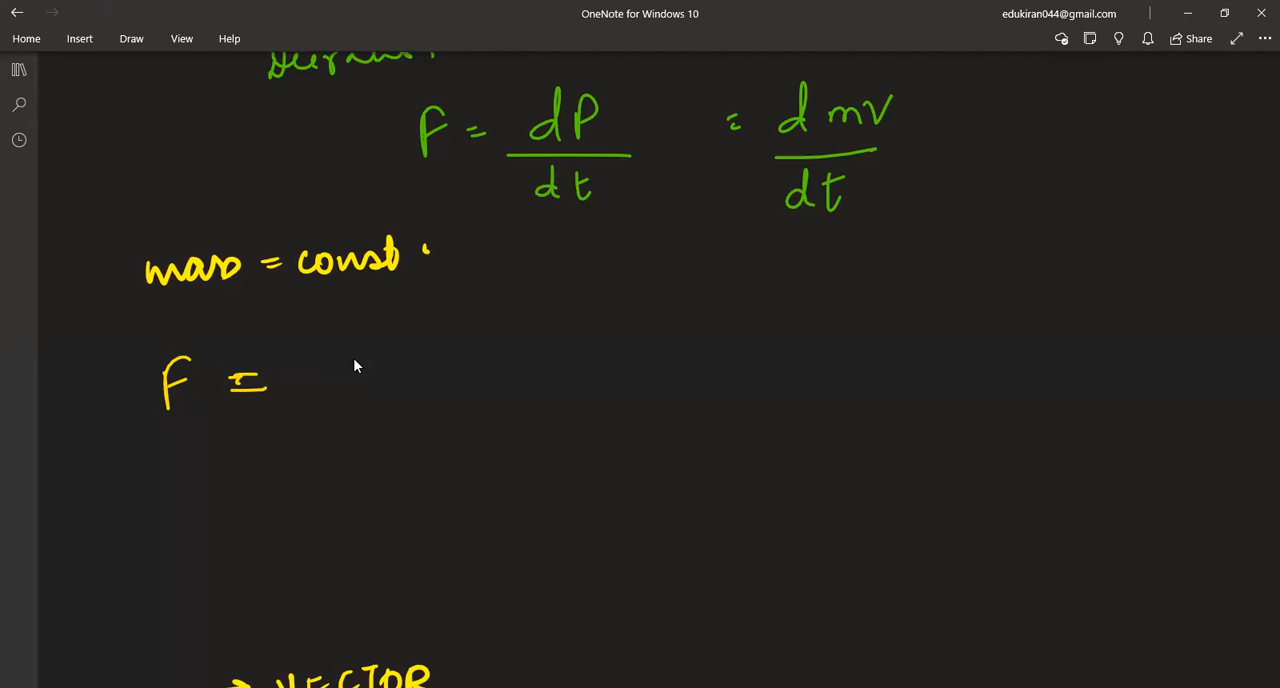 OneNote for Windows 10
edukiran044@gmail.com
Home Insert Draw View Help
Share
F = dP/dt = d mv/dt
mass = const.
F =
→ VECTOR